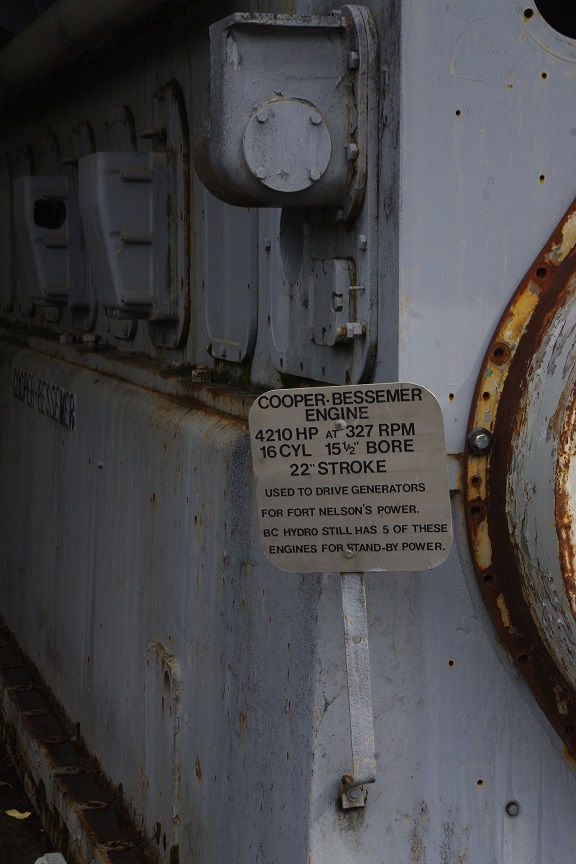 COOPER-BESSEMER
COOPER·BESSEMER
ENGINE
4210 HP AT 327 RPM
16 CYL 15½" BORE
22" STROKE
USED TO DRIVE GENERATORS
FOR FORT NELSON'S POWER.
BC HYDRO STILL HAS 5 OF THESE
ENGINES FOR STAND-BY POWER.